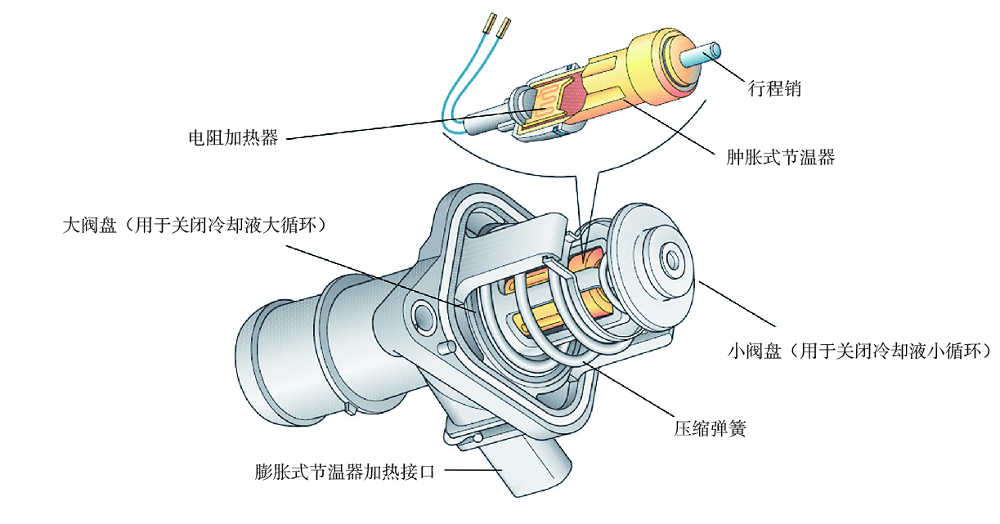 行程销
电阻加热器
肿胀式节温器
大阀盘（用于关闭冷却液大循环）
小阀盘（用于关闭冷却液小循环）
压缩弹簧
膨胀式节温器加热接口